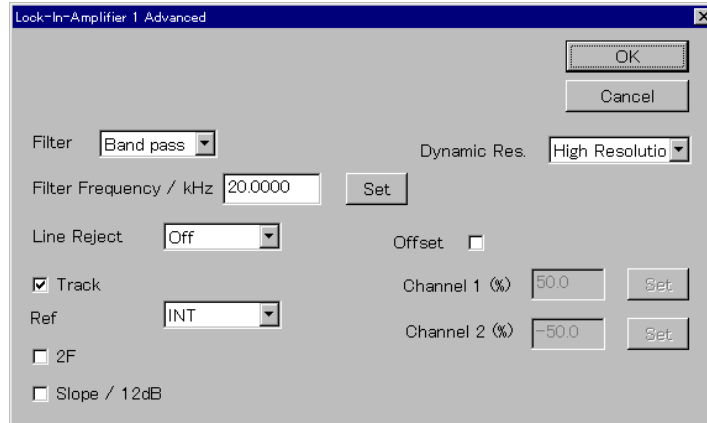 Lock-In-Amplifier 1 Advanced
OK
Cancel
Filter Band pass
Dynamic Res. High Resolutio
Filter Frequency / kHz 20.0000 Set
Line Reject Off
Offset
Track
Channel 1 (%) 50.0 Set
Ref INT
Channel 2 (%) -50.0 Set
2F
Slope / 12dB